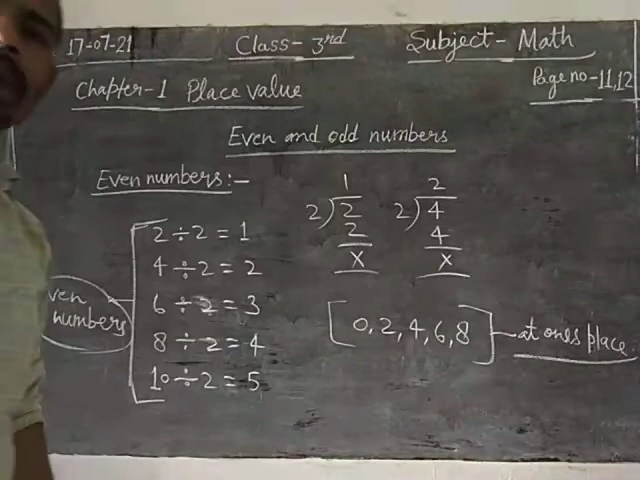 17-07-21 Class- 3rd Subject- Math
Page no-11,12
Chapter-1 Place value
Even and odd numbers
Even numbers:-
2÷2=1
4÷2=2
6÷2=3
8÷2=4
10÷2=5
ven
numbers
1
2)2
2
x
2
2)4
4
x
[0,2,4,6,8] at ones place.